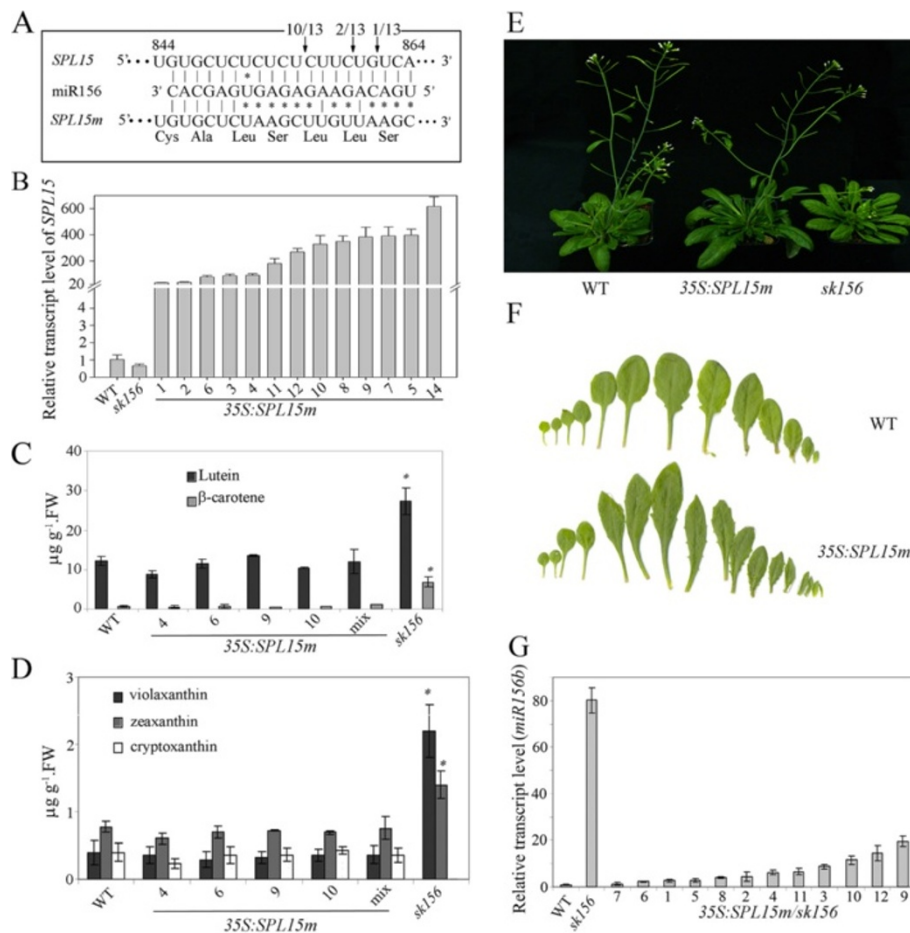 A
10/13 2/13 1/13
844 864
SPL15 5'••• UGUGCUCUCUCUCUUCUGUCA ••• 3'
miR156 3' CACGAGUGAGAGAAGACAGU 5'
SPL15m 5'••• UGUGCUCUAAGCUUGUUAAGC ••• 3'
Cys Ala Leu Ser Leu Leu Ser
B
Relative transcript level of SPL15
600
400
200
20
4
3
2
1
0
WT sk156 1 2 6 3 4 11 12 10 8 9 7 5 14
35S:SPL15m
C
µg g⁻¹.FW
40
30
20
10
0
Lutein
β-carotene
* *
WT 4 6 9 10 mix sk156
35S:SPL15m
D
µg g⁻¹.FW
3
2
1
0
violaxanthin
zeaxanthin
cryptoxanthin
* *
WT 4 6 9 10 mix sk156
35S:SPL15m
E
WT 35S:SPL15m sk156
F
WT
35S:SPL15m
G
Relative transcript level (miR156b)
80
60
40
20
0
WT sk156 7 6 1 5 8 2 4 11 3 10 12 9
35S:SPL15m/sk156